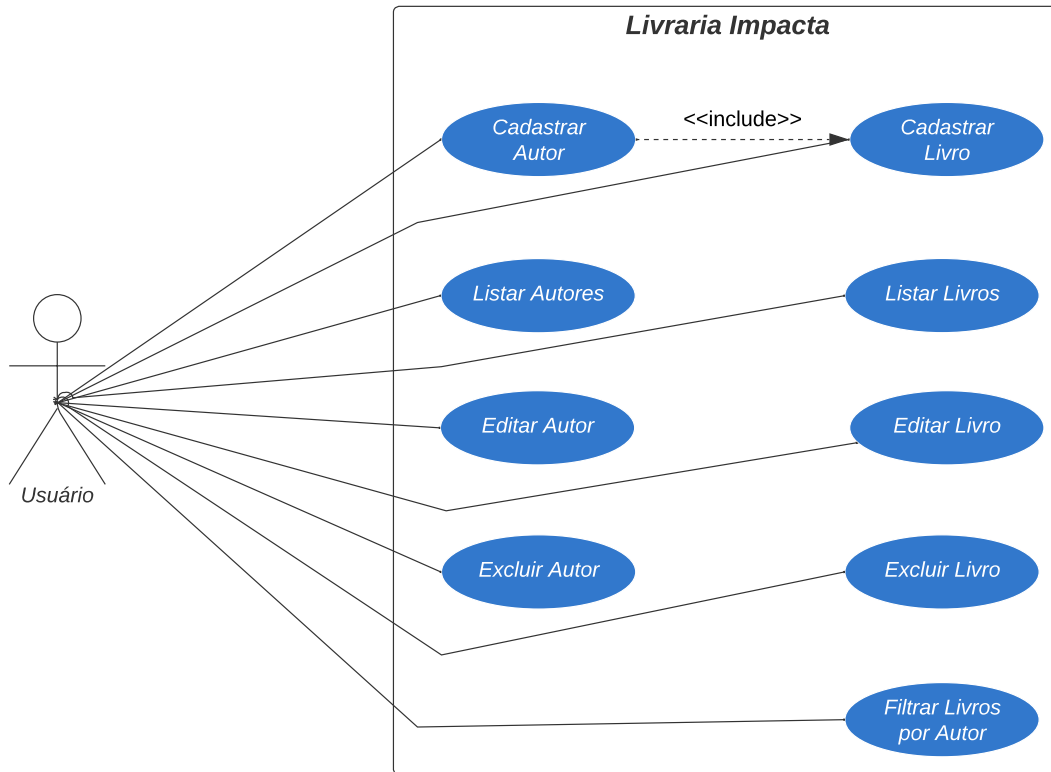 Livraria Impacta
Cadastrar
Autor
<<include>>
Cadastrar
Livro
Listar Autores
Listar Livros
Editar Autor
Editar Livro
Usuário
Excluir Autor
Excluir Livro
Filtrar Livros
por Autor